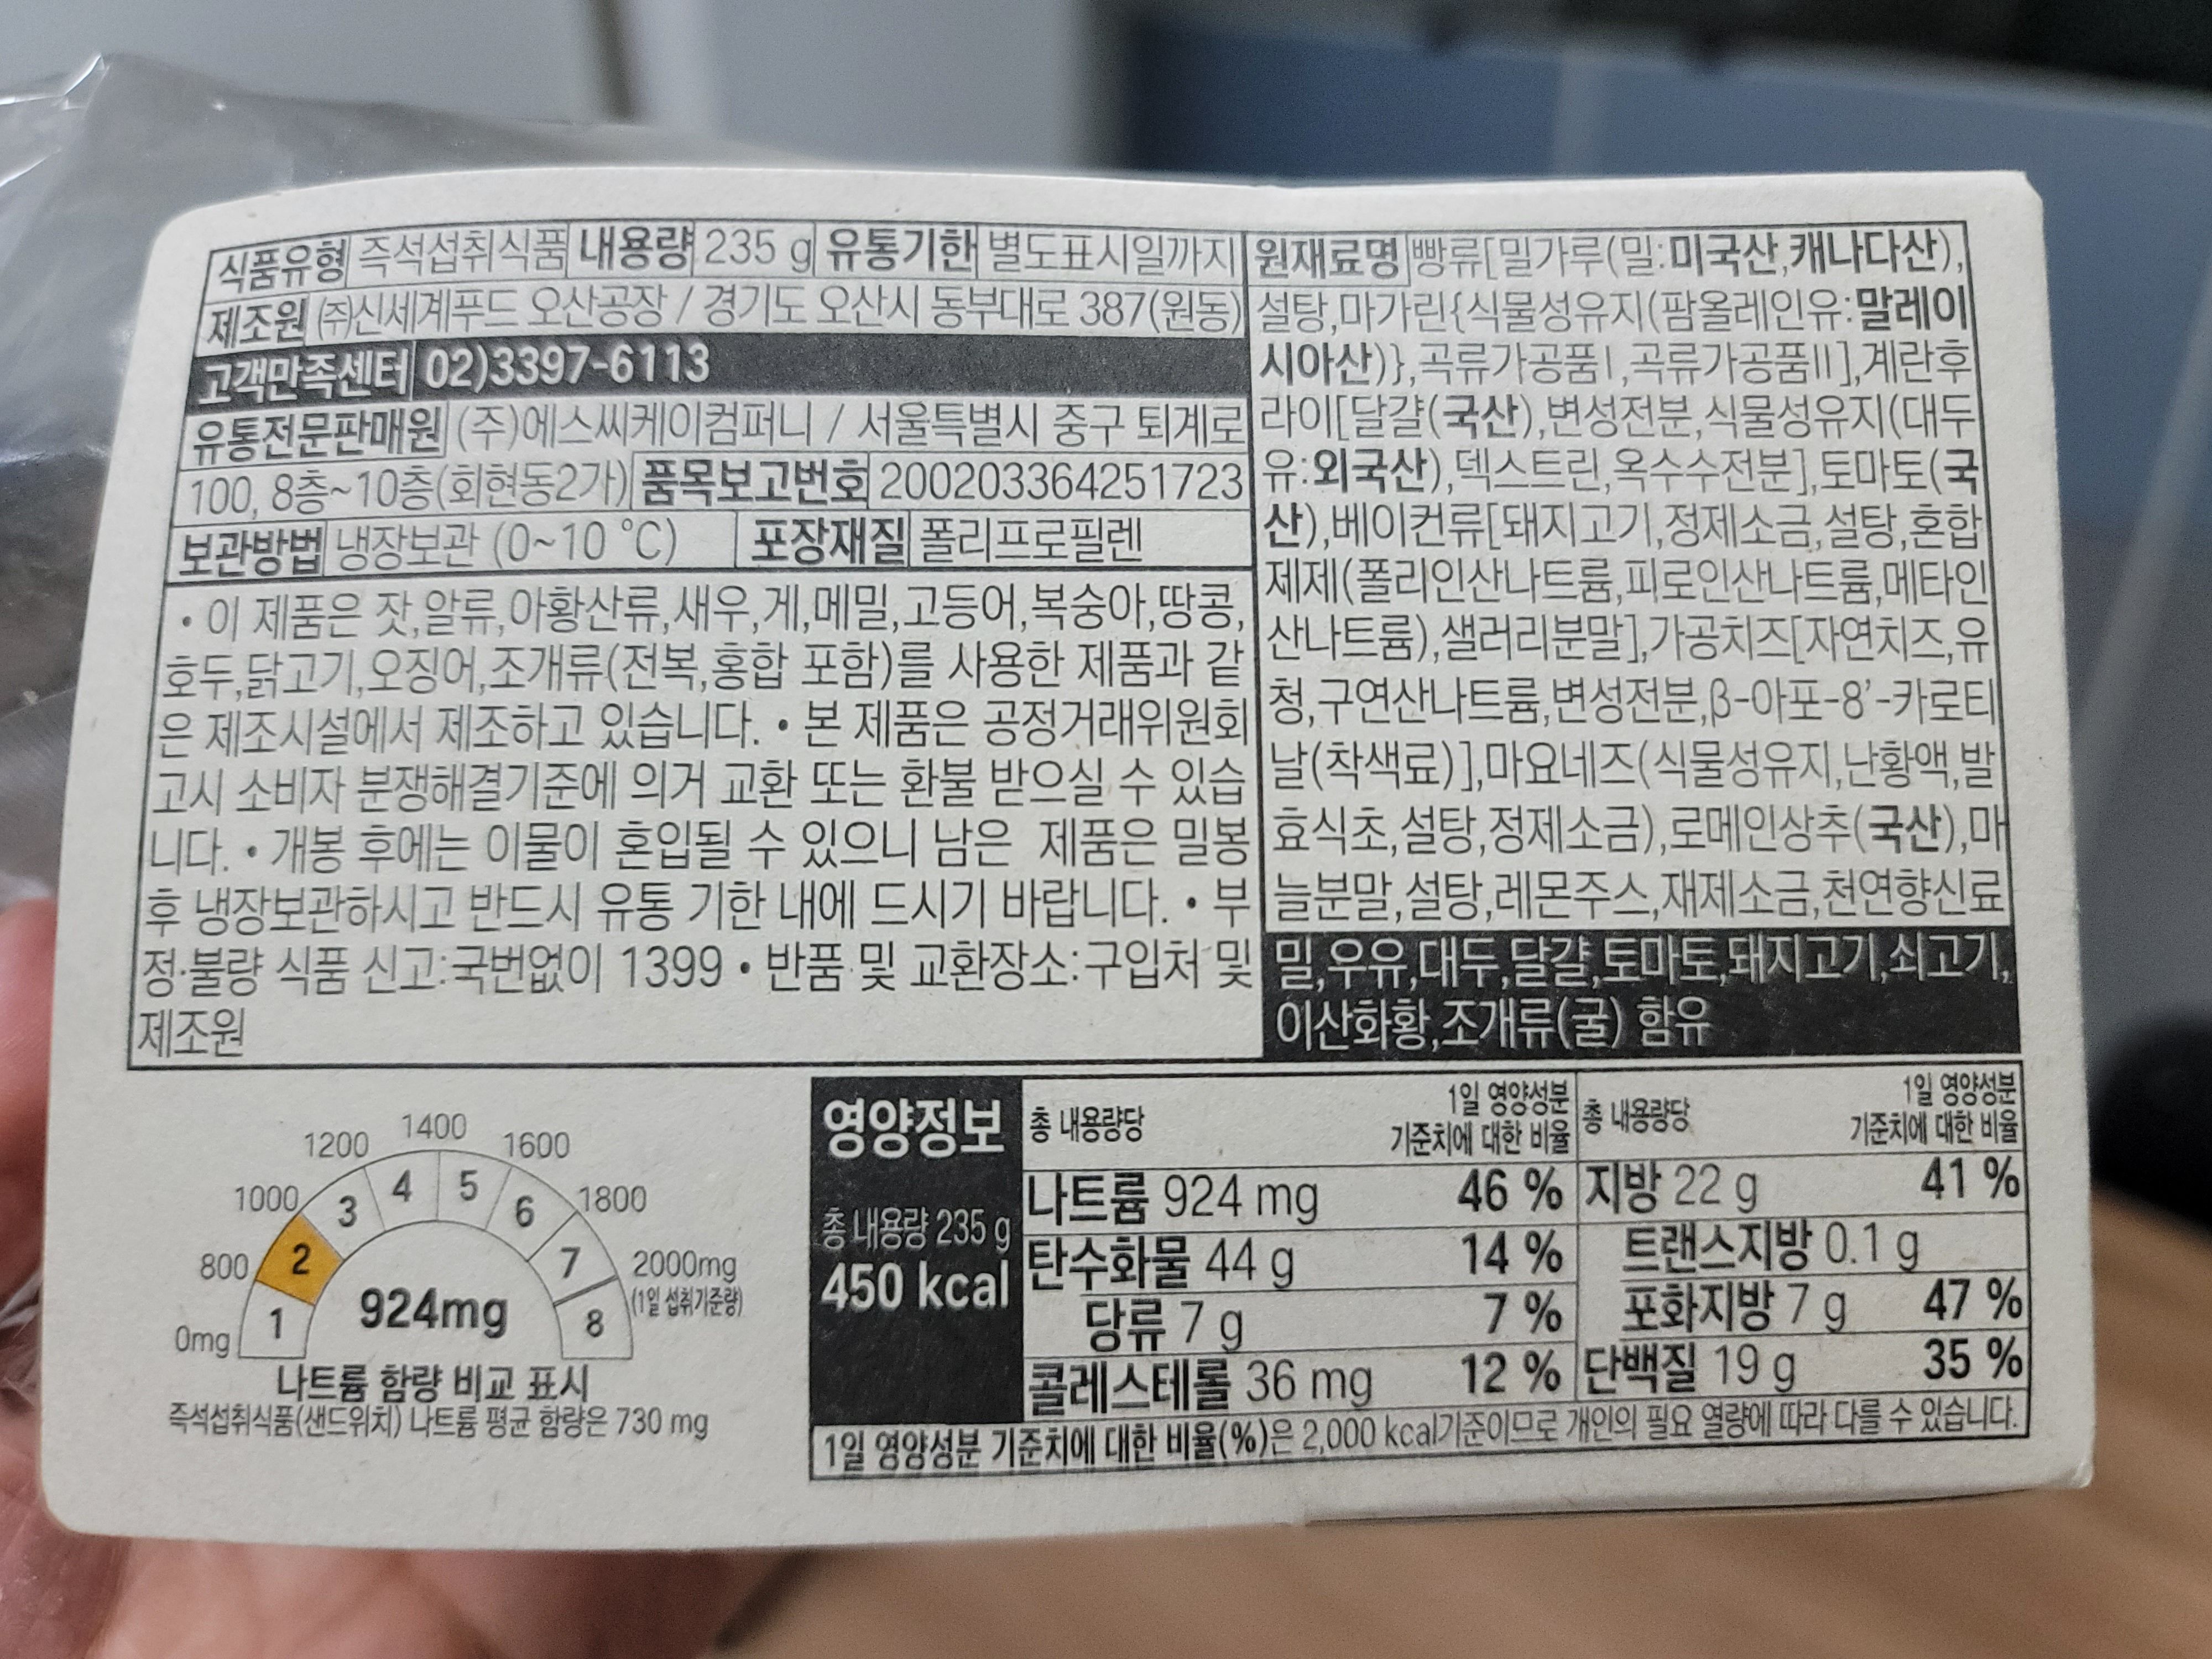 식품유형 즉석섭취식품 내용량 235 g 유통기한 별도표시일까지
제조원 (주)신세계푸드 오산공장 / 경기도 오산시 동부대로 387(원동)
고객만족센터 02)3397-6113
유통전문판매원 (주)에스씨케이컴퍼니 / 서울특별시 중구 퇴계로
100, 8층~10층(회현동2가) 품목보고번호 200203364251723
보관방법 냉장보관 (0~10 ℃) 포장재질 폴리프로필렌
• 이 제품은 잣,알류,아황산류,새우,게,메밀,고등어,복숭아,땅콩,
호두,닭고기,오징어,조개류(전복,홍합 포함)를 사용한 제품과 같
은 제조시설에서 제조하고 있습니다. • 본 제품은 공정거래위원회
고시 소비자 분쟁해결기준에 의거 교환 또는 환불 받으실 수 있습
니다. • 개봉 후에는 이물이 혼입될 수 있으니 남은 제품은 밀봉
후 냉장보관하시고 반드시 유통 기한 내에 드시기 바랍니다. • 부
정·불량 식품 신고:국번없이 1399 • 반품 및 교환장소:구입처 및
제조원
원재료명 빵류[밀가루(밀:미국산,캐나다산),
설탕,마가린{식물성유지(팜올레인유:말레이
시아산)},곡류가공품I,곡류가공품II],계란후
라이[달걀(국산),변성전분,식물성유지(대두
유:외국산),덱스트린,옥수수전분],토마토(국
산),베이컨류[돼지고기,정제소금,설탕,혼합
제제(폴리인산나트륨,피로인산나트륨,메타인
산나트륨),샐러리분말],가공치즈[자연치즈,유
청,구연산나트륨,변성전분,β-아포-8'-카로티
날(착색료)],마요네즈(식물성유지,난황액,발
효식초,설탕,정제소금),로메인상추(국산),마
늘분말,설탕,레몬주스,재제소금,천연향신료
밀,우유,대두,달걀,토마토,돼지고기,쇠고기,
이산화황,조개류(굴) 함유
0mg 800 1000 1200 1400 1600 1800 2000mg
(1일 섭취기준량)
1 2 3 4 5 6 7 8
924mg
나트륨 함량 비교 표시
즉석섭취식품(샌드위치) 나트륨 평균 함량은 730 mg
영양정보
총 내용량 235 g
450 kcal
총 내용량당 1일 영양성분 기준치에 대한 비율
나트륨 924 mg 46 %
탄수화물 44 g 14 %
당류 7 g 7 %
콜레스테롤 36 mg 12 %
총 내용량당 1일 영양성분 기준치에 대한 비율
지방 22 g 41 %
트랜스지방 0.1 g
포화지방 7 g 47 %
단백질 19 g 35 %
1일 영양성분 기준치에 대한 비율(%)은 2,000 kcal기준이므로 개인의 필요 열량에 따라 다를 수 있습니다.